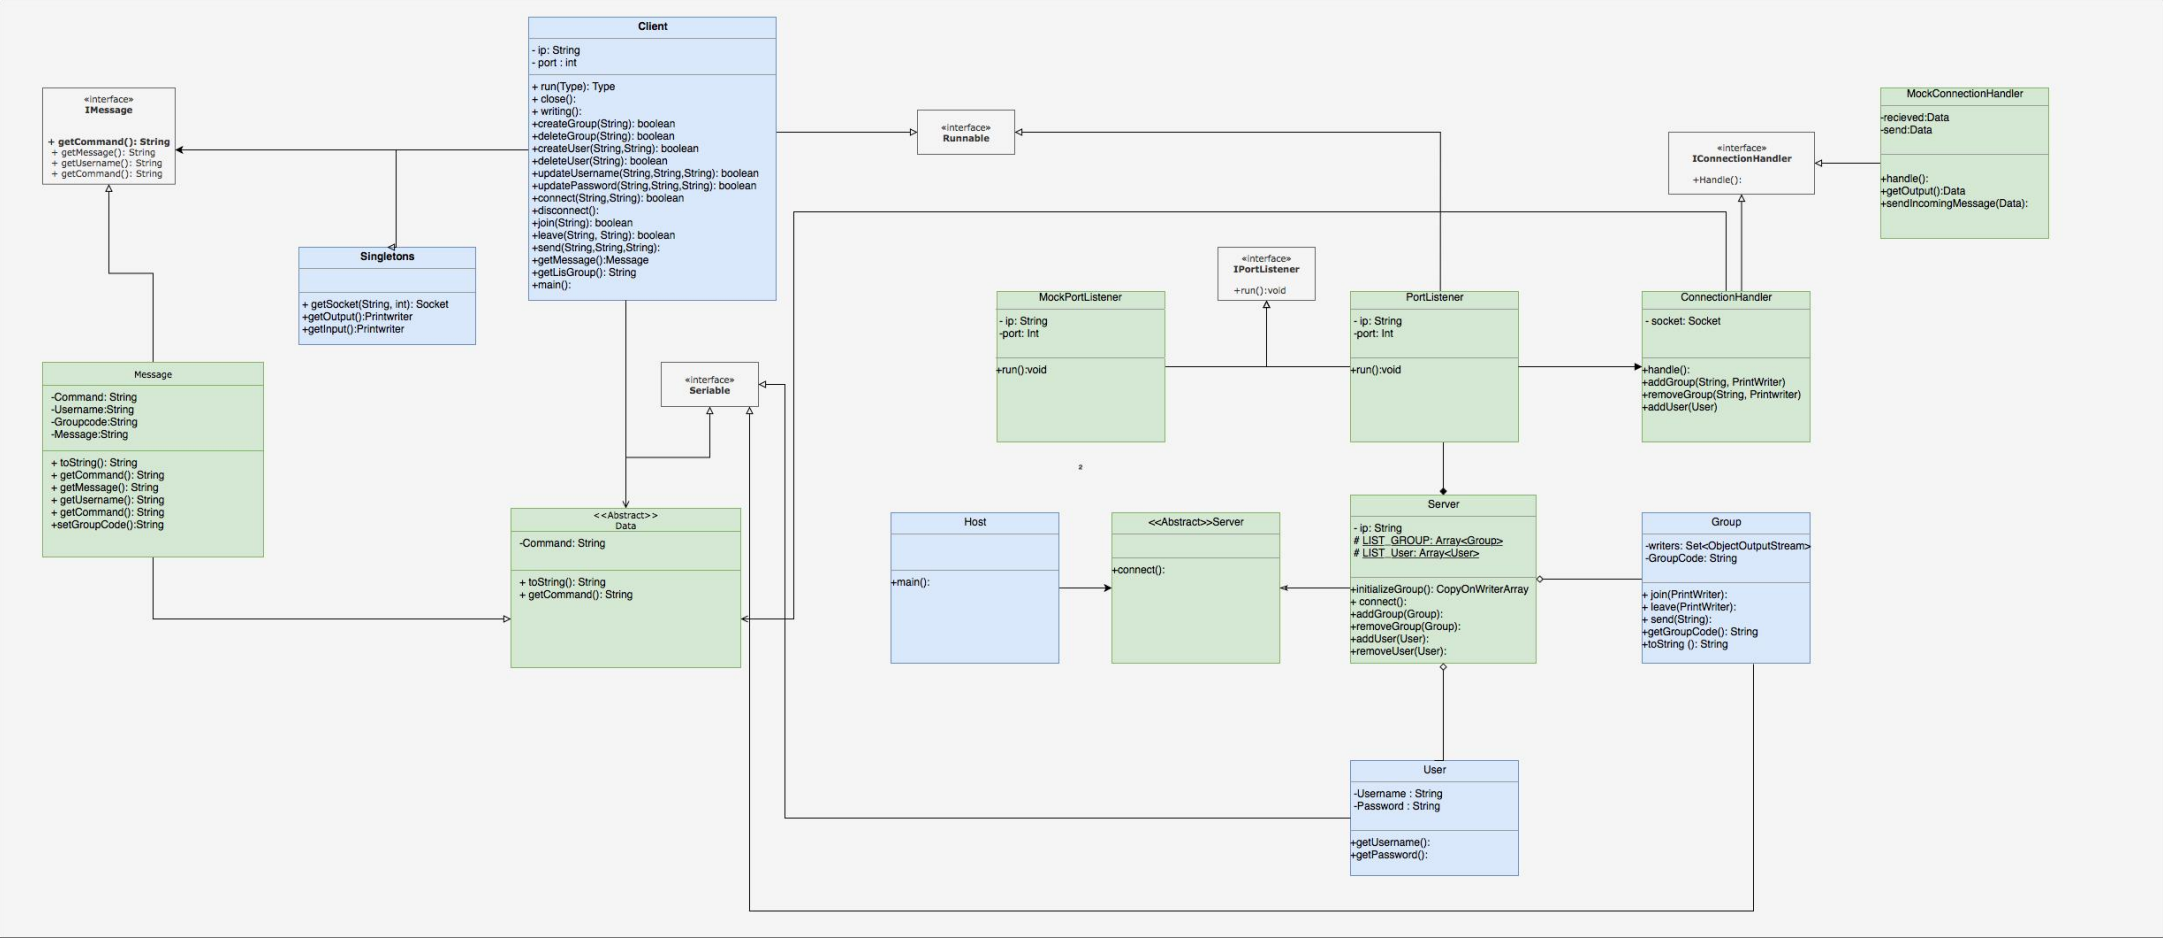 Client
- ip: String
- port : int
+ run(Type): Type
+ close():
+ writing():
+createGroup(String): boolean
+deleteGroup(String): boolean
+createUser(String,String): boolean
+deleteUser(String): boolean
+updateUsername(String,String,String): boolean
+updatePassword(String,String,String): boolean
+connect(String,String): boolean
+disconnect():
+join(String): boolean
+leave(String, String): boolean
+send(String,String,String):
+getMessage():Message
+getLisGroup(): String
+main():
«interface»
IMessage
+ getCommand(): String
+ getMessage(): String
+ getUsername(): String
+ getCommand(): String
Singletons
+ getSocket(String, int): Socket
+getOutput():Printwriter
+getInput():Printwriter
Message
-Command: String
-Username:String
-Groupcode:String
-Message:String
+ toString(): String
+ getCommand(): String
+ getMessage(): String
+ getUsername(): String
+ getCommand(): String
+setGroupCode():String
«interface»
Seriable
<<Abstract>>
Data
-Command: String
+ toString(): String
+ getCommand(): String
«interface»
Runnable
MockConnectionHandler
-recieved:Data
-send:Data
+handle():
+getOutput():Data
+sendIncomingMessage(Data):
«interface»
IConnectionHandler
+Handle():
«interface»
IPortListener
+run():void
MockPortListener
- ip: String
-port: Int
+run():void
PortListener
- ip: String
-port: Int
+run():void
ConnectionHandler
- socket: Socket
+handle():
+addGroup(String, PrintWriter)
+removeGroup(String, Printwriter)
+addUser(User)
2
Host
+main():
<<Abstract>>Server
+connect():
Server
- ip: String
# LIST_GROUP: Array<Group>
# LIST_User: Array<User>
+initializeGroup(): CopyOnWriterArray
+ connect():
+addGroup(Group):
+removeGroup(Group):
+addUser(User):
+removeUser(User):
Group
-writers: Set<ObjectOutputStream>
-GroupCode: String
+ join(PrintWriter):
+ leave(PrintWriter):
+ send(String):
+getGroupCode(): String
+toString (): String
User
-Username : String
-Password : String
+getUsername():
+getPassword():